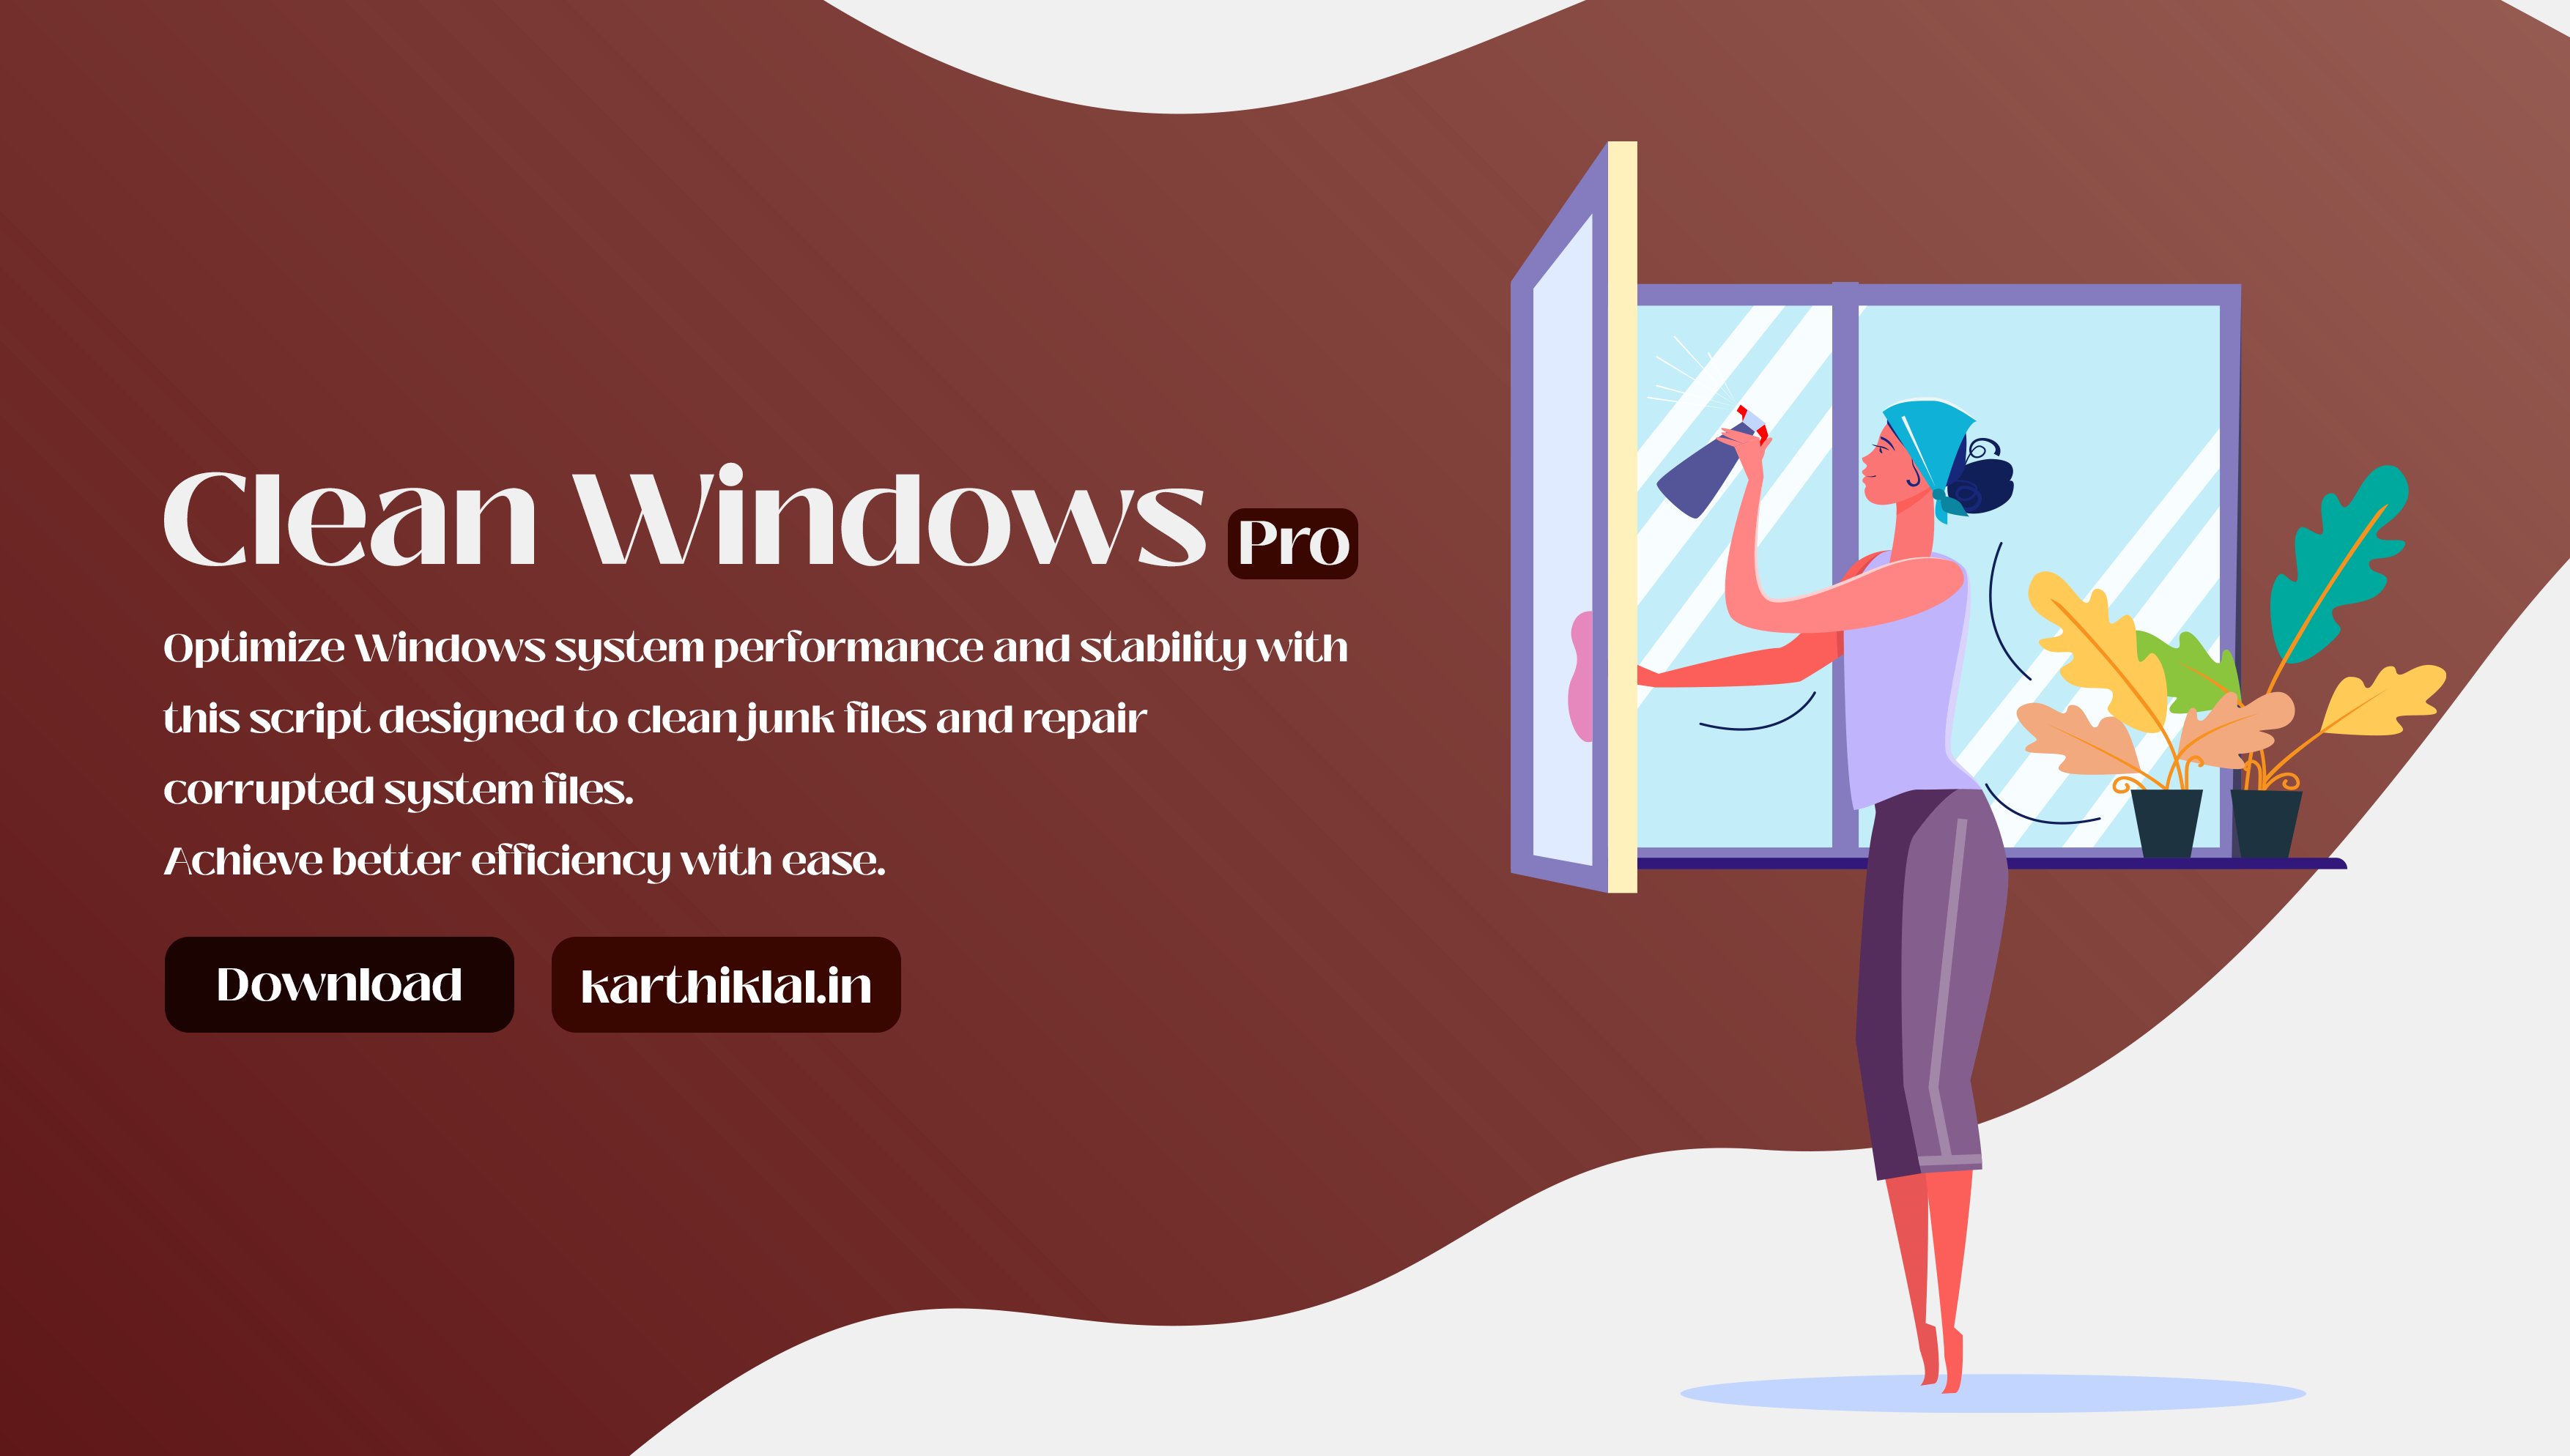 Clean Windows Pro
Optimize Windows system performance and stability with
this script designed to clean junk files and repair
corrupted system files.
Achieve better efficiency with ease.
Download karthiklal.in